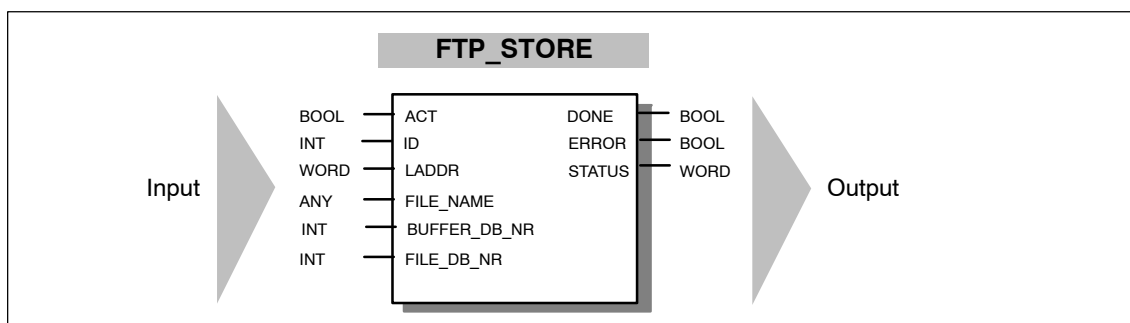 FTP_STORE
BOOL ACT DONE BOOL
INT ID ERROR BOOL
WORD LADDR STATUS WORD
Input ANY FILE_NAME Output
INT BUFFER_DB_NR
INT FILE_DB_NR